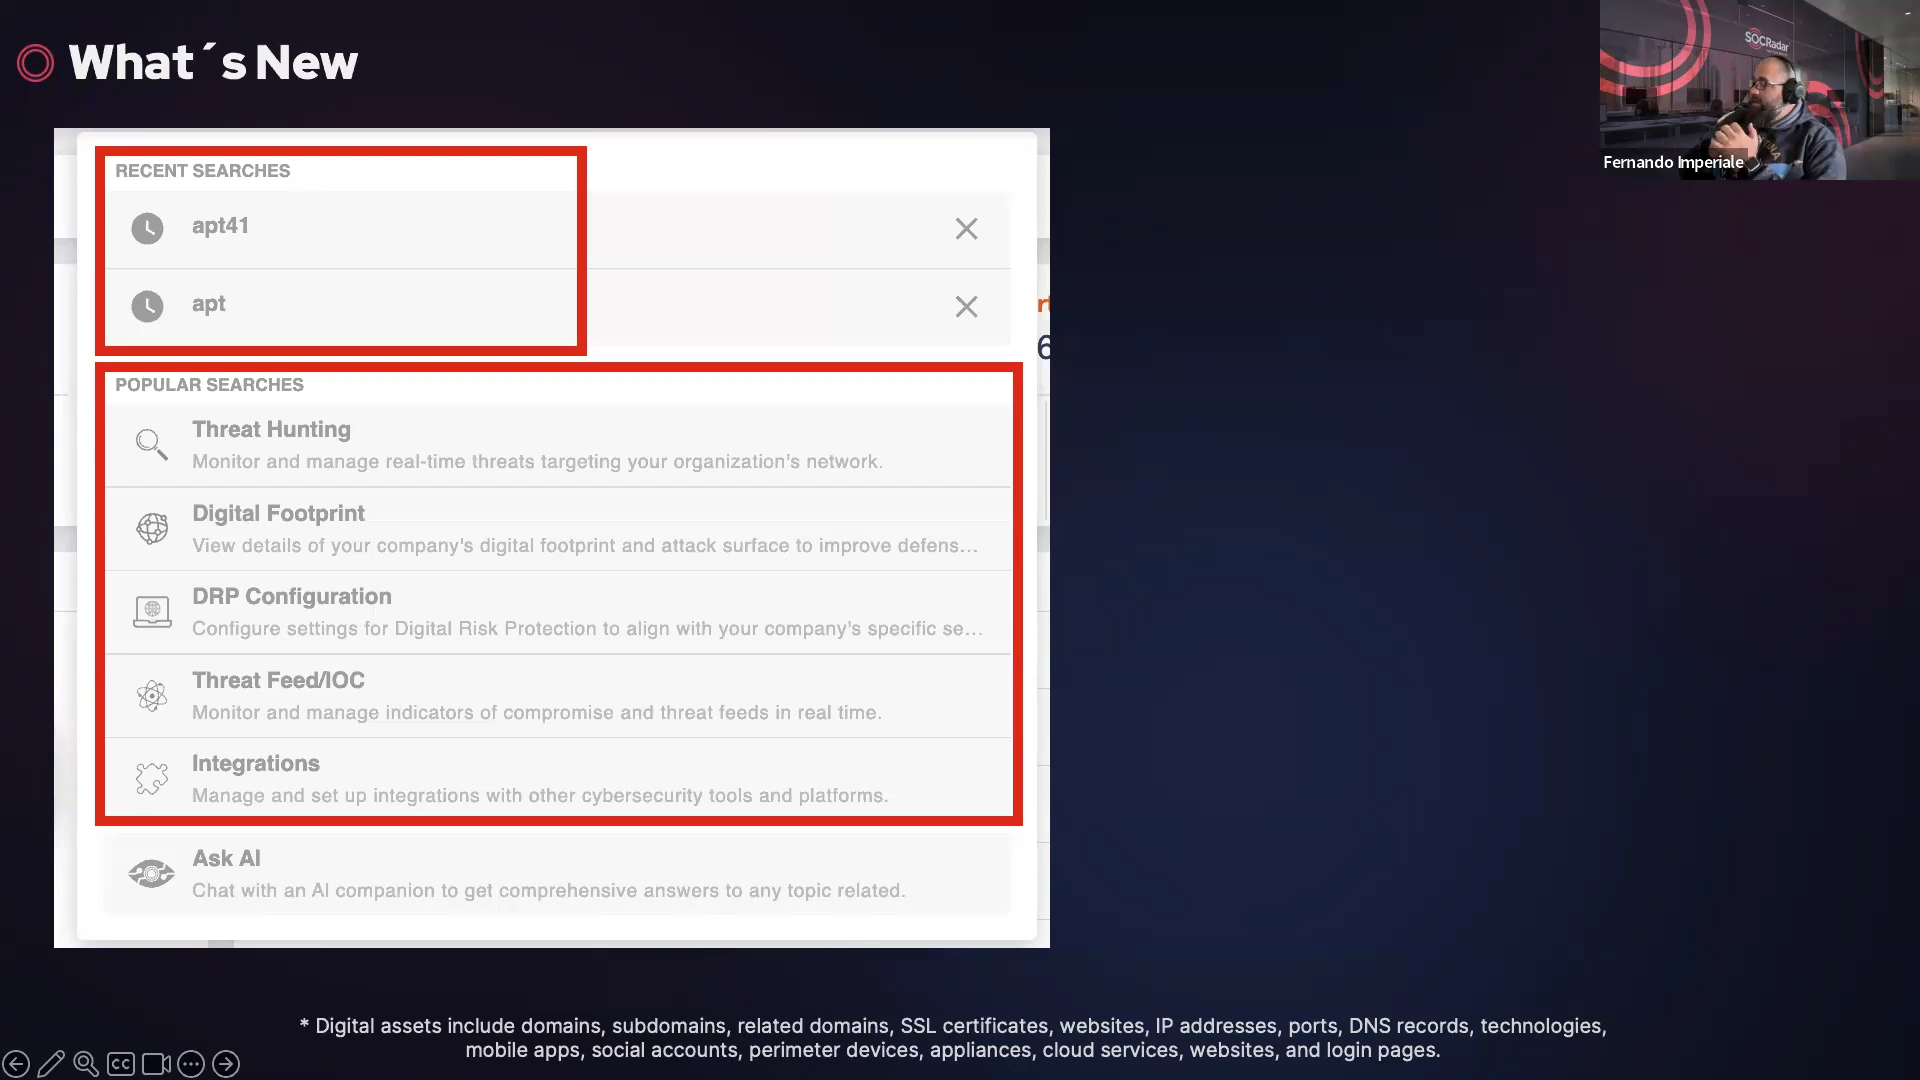 What´s New
SOCRadar
Fernando Imperiale
RECENT SEARCHES
apt41
apt
POPULAR SEARCHES
Threat Hunting
Monitor and manage real-time threats targeting your organization's network.
Digital Footprint
View details of your company's digital footprint and attack surface to improve defens...
DRP Configuration
Configure settings for Digital Risk Protection to align with your company's specific se...
Threat Feed/IOC
Monitor and manage indicators of compromise and threat feeds in real time.
Integrations
Manage and set up integrations with other cybersecurity tools and platforms.
Ask AI
Chat with an AI companion to get comprehensive answers to any topic related.
* Digital assets include domains, subdomains, related domains, SSL certificates, websites, IP addresses, ports, DNS records, technologies,
mobile apps, social accounts, perimeter devices, appliances, cloud services, websites, and login pages.
CC